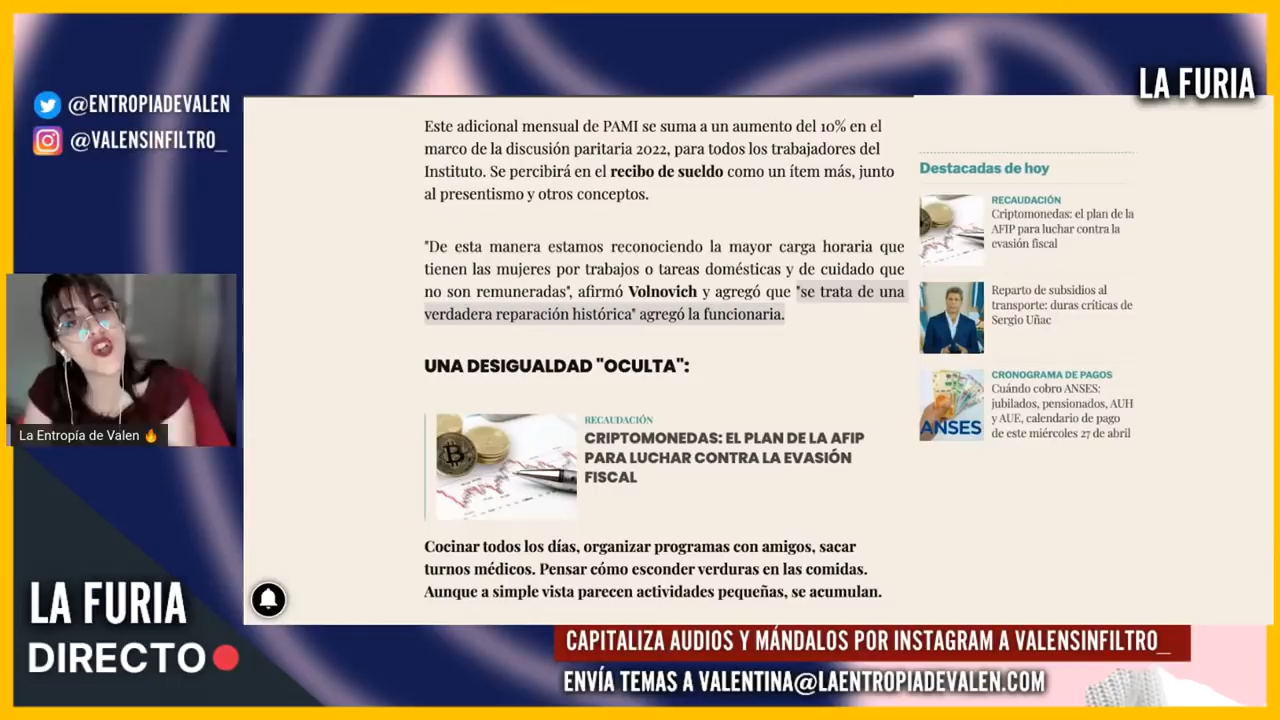 @ENTROPIADEVALEN
@VALENSINFILTRO_
LA FURIA
Este adicional mensual de PAMI se suma a un aumento del 10% en el
marco de la discusión paritaria 2022, para todos los trabajadores del
Instituto. Se percibirá en el recibo de sueldo como un ítem más, junto
al presentismo y otros conceptos.
"De esta manera estamos reconociendo la mayor carga horaria que
tienen las mujeres por trabajos o tareas domésticas y de cuidado que
no son remuneradas", afirmó Volnovich y agregó que "se trata de una
verdadera reparación histórica" agregó la funcionaria.
UNA DESIGUALDAD "OCULTA":
RECAUDACIÓN
CRIPTOMONEDAS: EL PLAN DE LA AFIP
PARA LUCHAR CONTRA LA EVASIÓN
FISCAL
Cocinar todos los días, organizar programas con amigos, sacar
turnos médicos. Pensar cómo esconder verduras en las comidas.
Aunque a simple vista parecen actividades pequeñas, se acumulan.
Destacadas de hoy
RECAUDACIÓN
Criptomonedas: el plan de la
AFIP para luchar contra la
evasión fiscal
Reparto de subsidios al
transporte: duras críticas de
Sergio Uñac
CRONOGRAMA DE PAGOS
Cuándo cobro ANSES:
jubilados, pensionados, AUH
y AUE, calendario de pago
de este miércoles 27 de abril
ANSES
La Entropía de Valen
LA FURIA
DIRECTO
CAPITALIZA AUDIOS Y MÁNDALOS POR INSTAGRAM A VALENSINFILTRO_
ENVÍA TEMAS A VALENTINA@LAENTROPIADEVALEN.COM